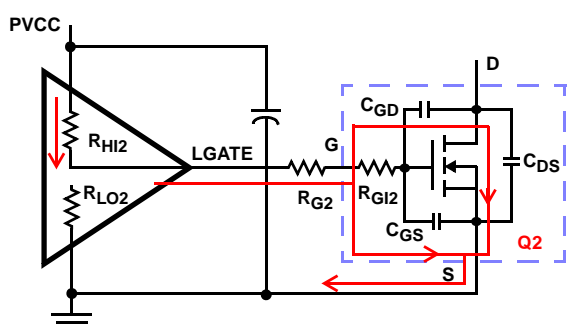 PVCC
D
CGD
RHI2
LGATE
G
CDS
RLO2
RG2
RGI2
CGS
Q2
S